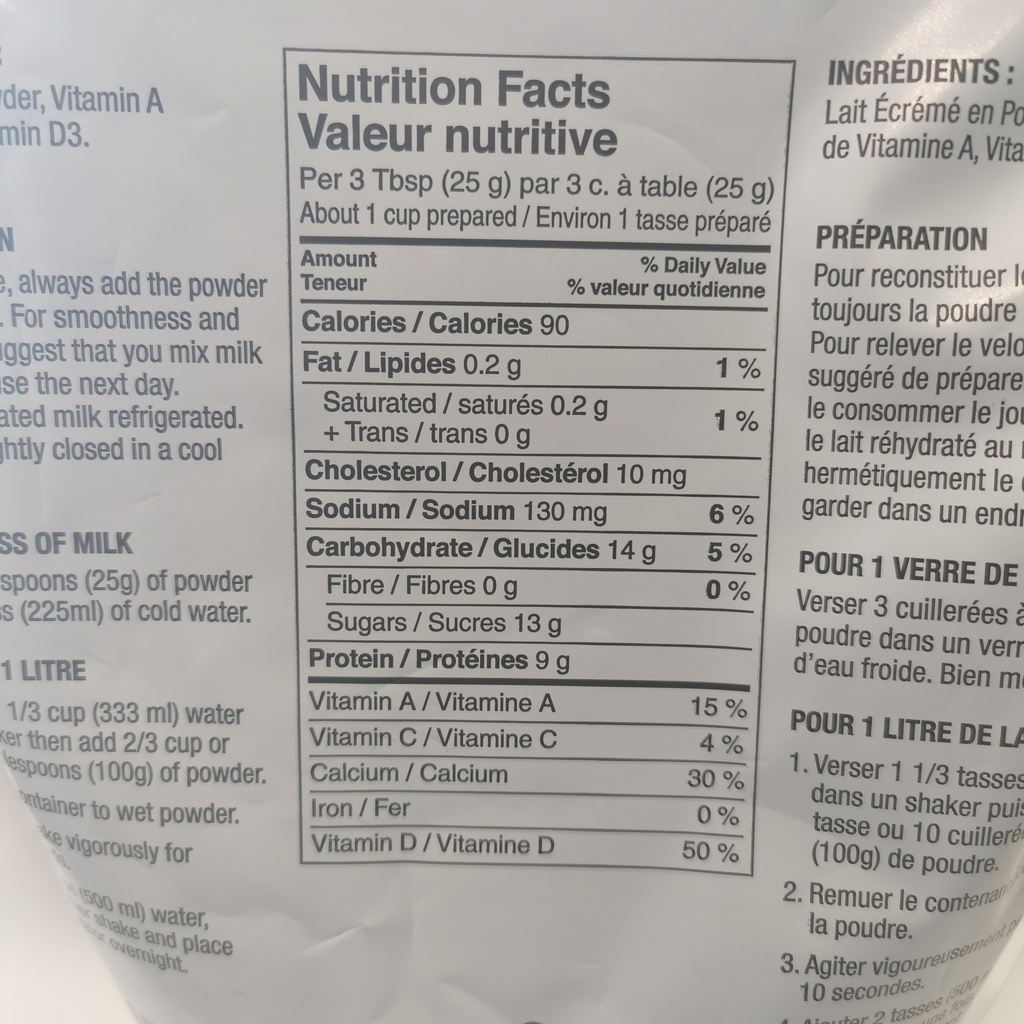 der, Vitamin A
min D3.
N
, always add the powder
. For smoothness and
ggest that you mix milk
se the next day.
ated milk refrigerated.
ghtly closed in a cool
SS OF MILK
spoons (25g) of powder
s (225ml) of cold water.
1 LITRE
1/3 cup (333 ml) water
ker then add 2/3 cup or
lespoons (100g) of powder.
ontainer to wet powder.
ke vigorously for
(500 ml) water,
shake and place
overnight.
Nutrition Facts
Valeur nutritive
Per 3 Tbsp (25 g) par 3 c. à table (25 g)
About 1 cup prepared / Environ 1 tasse préparé
Amount % Daily Value
Teneur % valeur quotidienne
Calories / Calories 90
Fat / Lipides 0.2 g 1 %
Saturated / saturés 0.2 g
+ Trans / trans 0 g 1 %
Cholesterol / Cholestérol 10 mg
Sodium / Sodium 130 mg 6 %
Carbohydrate / Glucides 14 g 5 %
Fibre / Fibres 0 g 0 %
Sugars / Sucres 13 g
Protein / Protéines 9 g
Vitamin A / Vitamine A 15 %
Vitamin C / Vitamine C 4 %
Calcium / Calcium 30 %
Iron / Fer 0 %
Vitamin D / Vitamine D 50 %
INGRÉDIENTS :
Lait Écrémé en Po
de Vitamine A, Vita
PRÉPARATION
Pour reconstituer l
toujours la poudre
Pour relever le velo
suggéré de prépare
le consommer le jou
le lait réhydraté au
hermétiquement le
garder dans un endr
POUR 1 VERRE DE
Verser 3 cuillerées à
poudre dans un verr
d'eau froide. Bien m
POUR 1 LITRE DE LA
1. Verser 1 1/3 tasses
dans un shaker puis
tasse ou 10 cuilleré
(100g) de poudre.
2. Remuer le contenan
la poudre.
3. Agiter vigoureusement p
10 secondes.
Ajouter 2 tasses (500